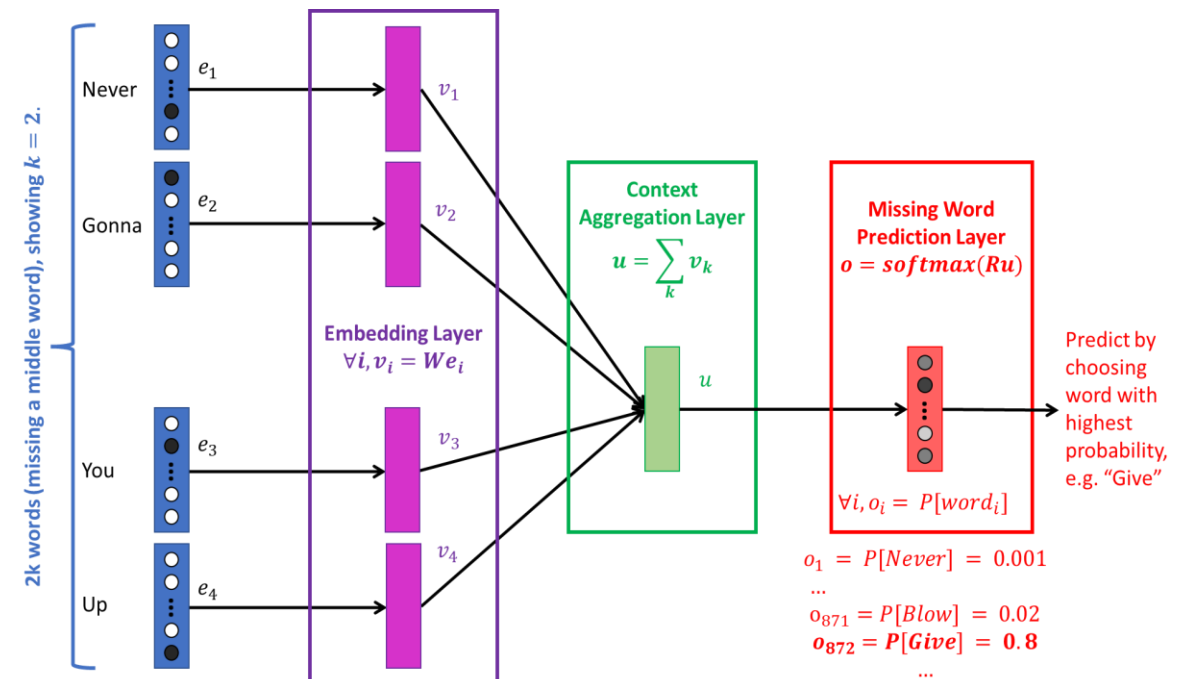 2k words (missing a middle word), showing k = 2.
Never
e₁
v₁
Gonna
e₂
v₂
Embedding Layer
∀i, vᵢ = Weᵢ
You
e₃
v₃
Up
e₄
v₄
Context
Aggregation Layer
u = ∑ vₖ
k
u
Missing Word
Prediction Layer
o = softmax(Ru)
∀i, oᵢ = P[wordᵢ]
o₁ = P[Never] = 0.001
...
o₈₇₁ = P[Blow] = 0.02
o₈₇₂ = P[Give] = 0.8
...
Predict by
choosing
word with
highest
probability,
e.g. “Give”